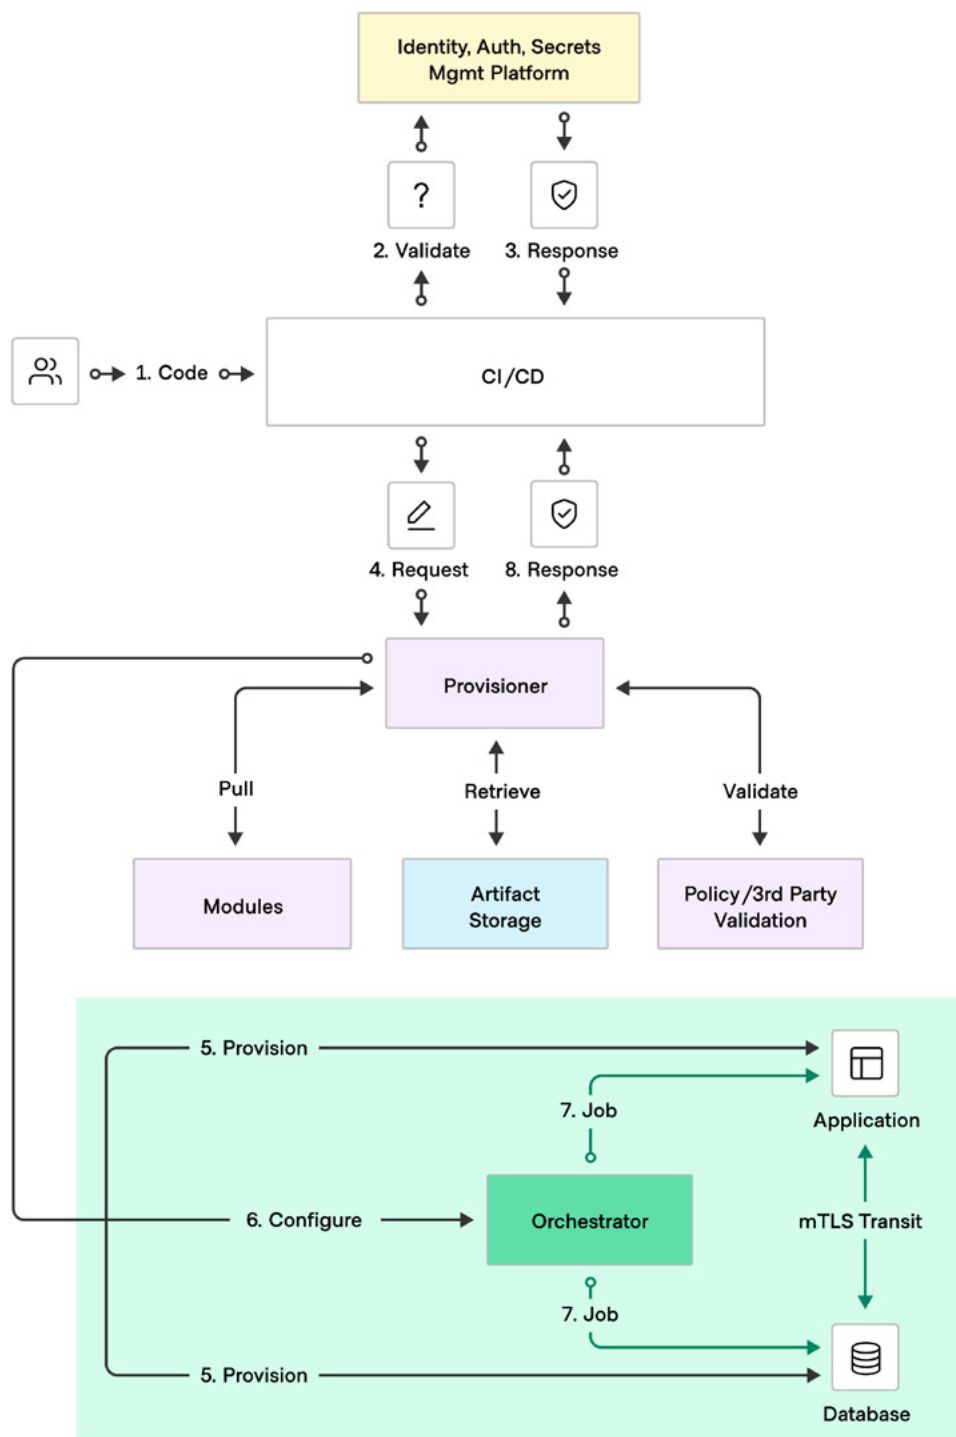 Identity, Auth, Secrets
Mgmt Platform
?
2. Validate
3. Response
1. Code
CI/CD
4. Request
8. Response
Provisioner
Pull
Retrieve
Validate
Modules
Artifact
Storage
Policy/3rd Party
Validation
5. Provision
7. Job
Application
6. Configure
Orchestrator
mTLS Transit
7. Job
5. Provision
Database